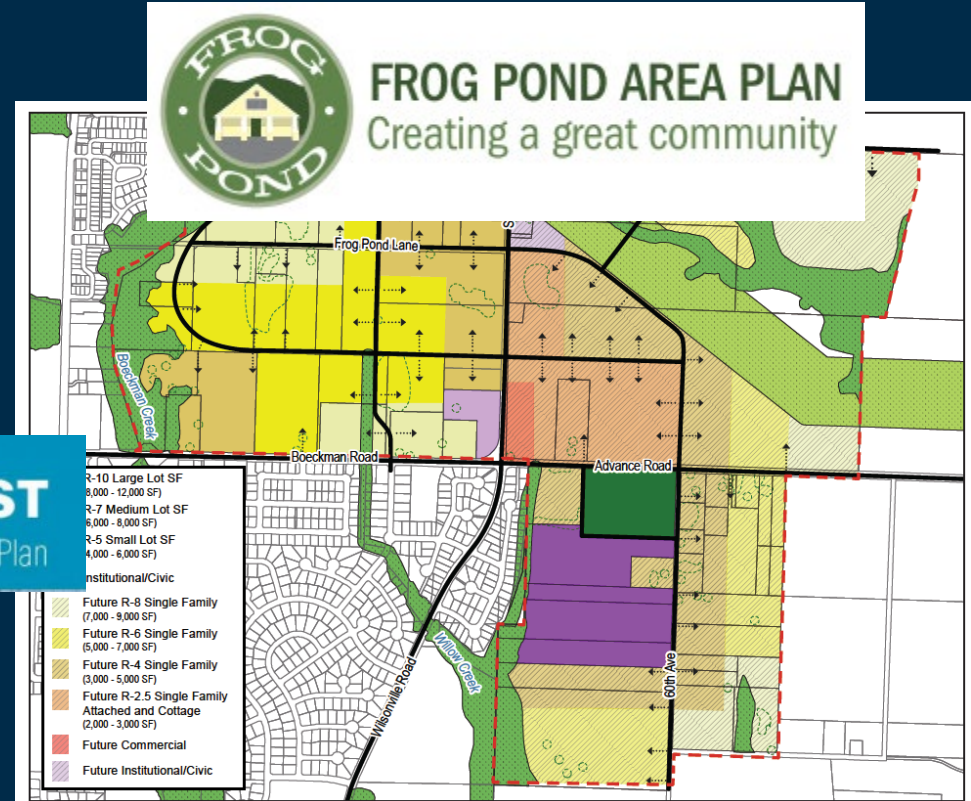 FROG
POND
FROG POND AREA PLAN
Creating a great community
S
Frog Pond Lane
Boeckman Creek
Boeckman Road
Advance Road
ST
Plan
R-10 Large Lot SF
(8,000 - 12,000 SF)
R-7 Medium Lot SF
(6,000 - 8,000 SF)
R-5 Small Lot SF
(4,000 - 6,000 SF)
Institutional/Civic
Future R-8 Single Family
(7,000 - 9,000 SF)
Future R-6 Single Family
(5,000 - 7,000 SF)
Future R-4 Single Family
(3,000 - 5,000 SF)
Future R-2.5 Single Family
Attached and Cottage
(2,000 - 3,000 SF)
Future Commercial
Future Institutional/Civic
Willow Creek
Wilsonville Road
60th Ave